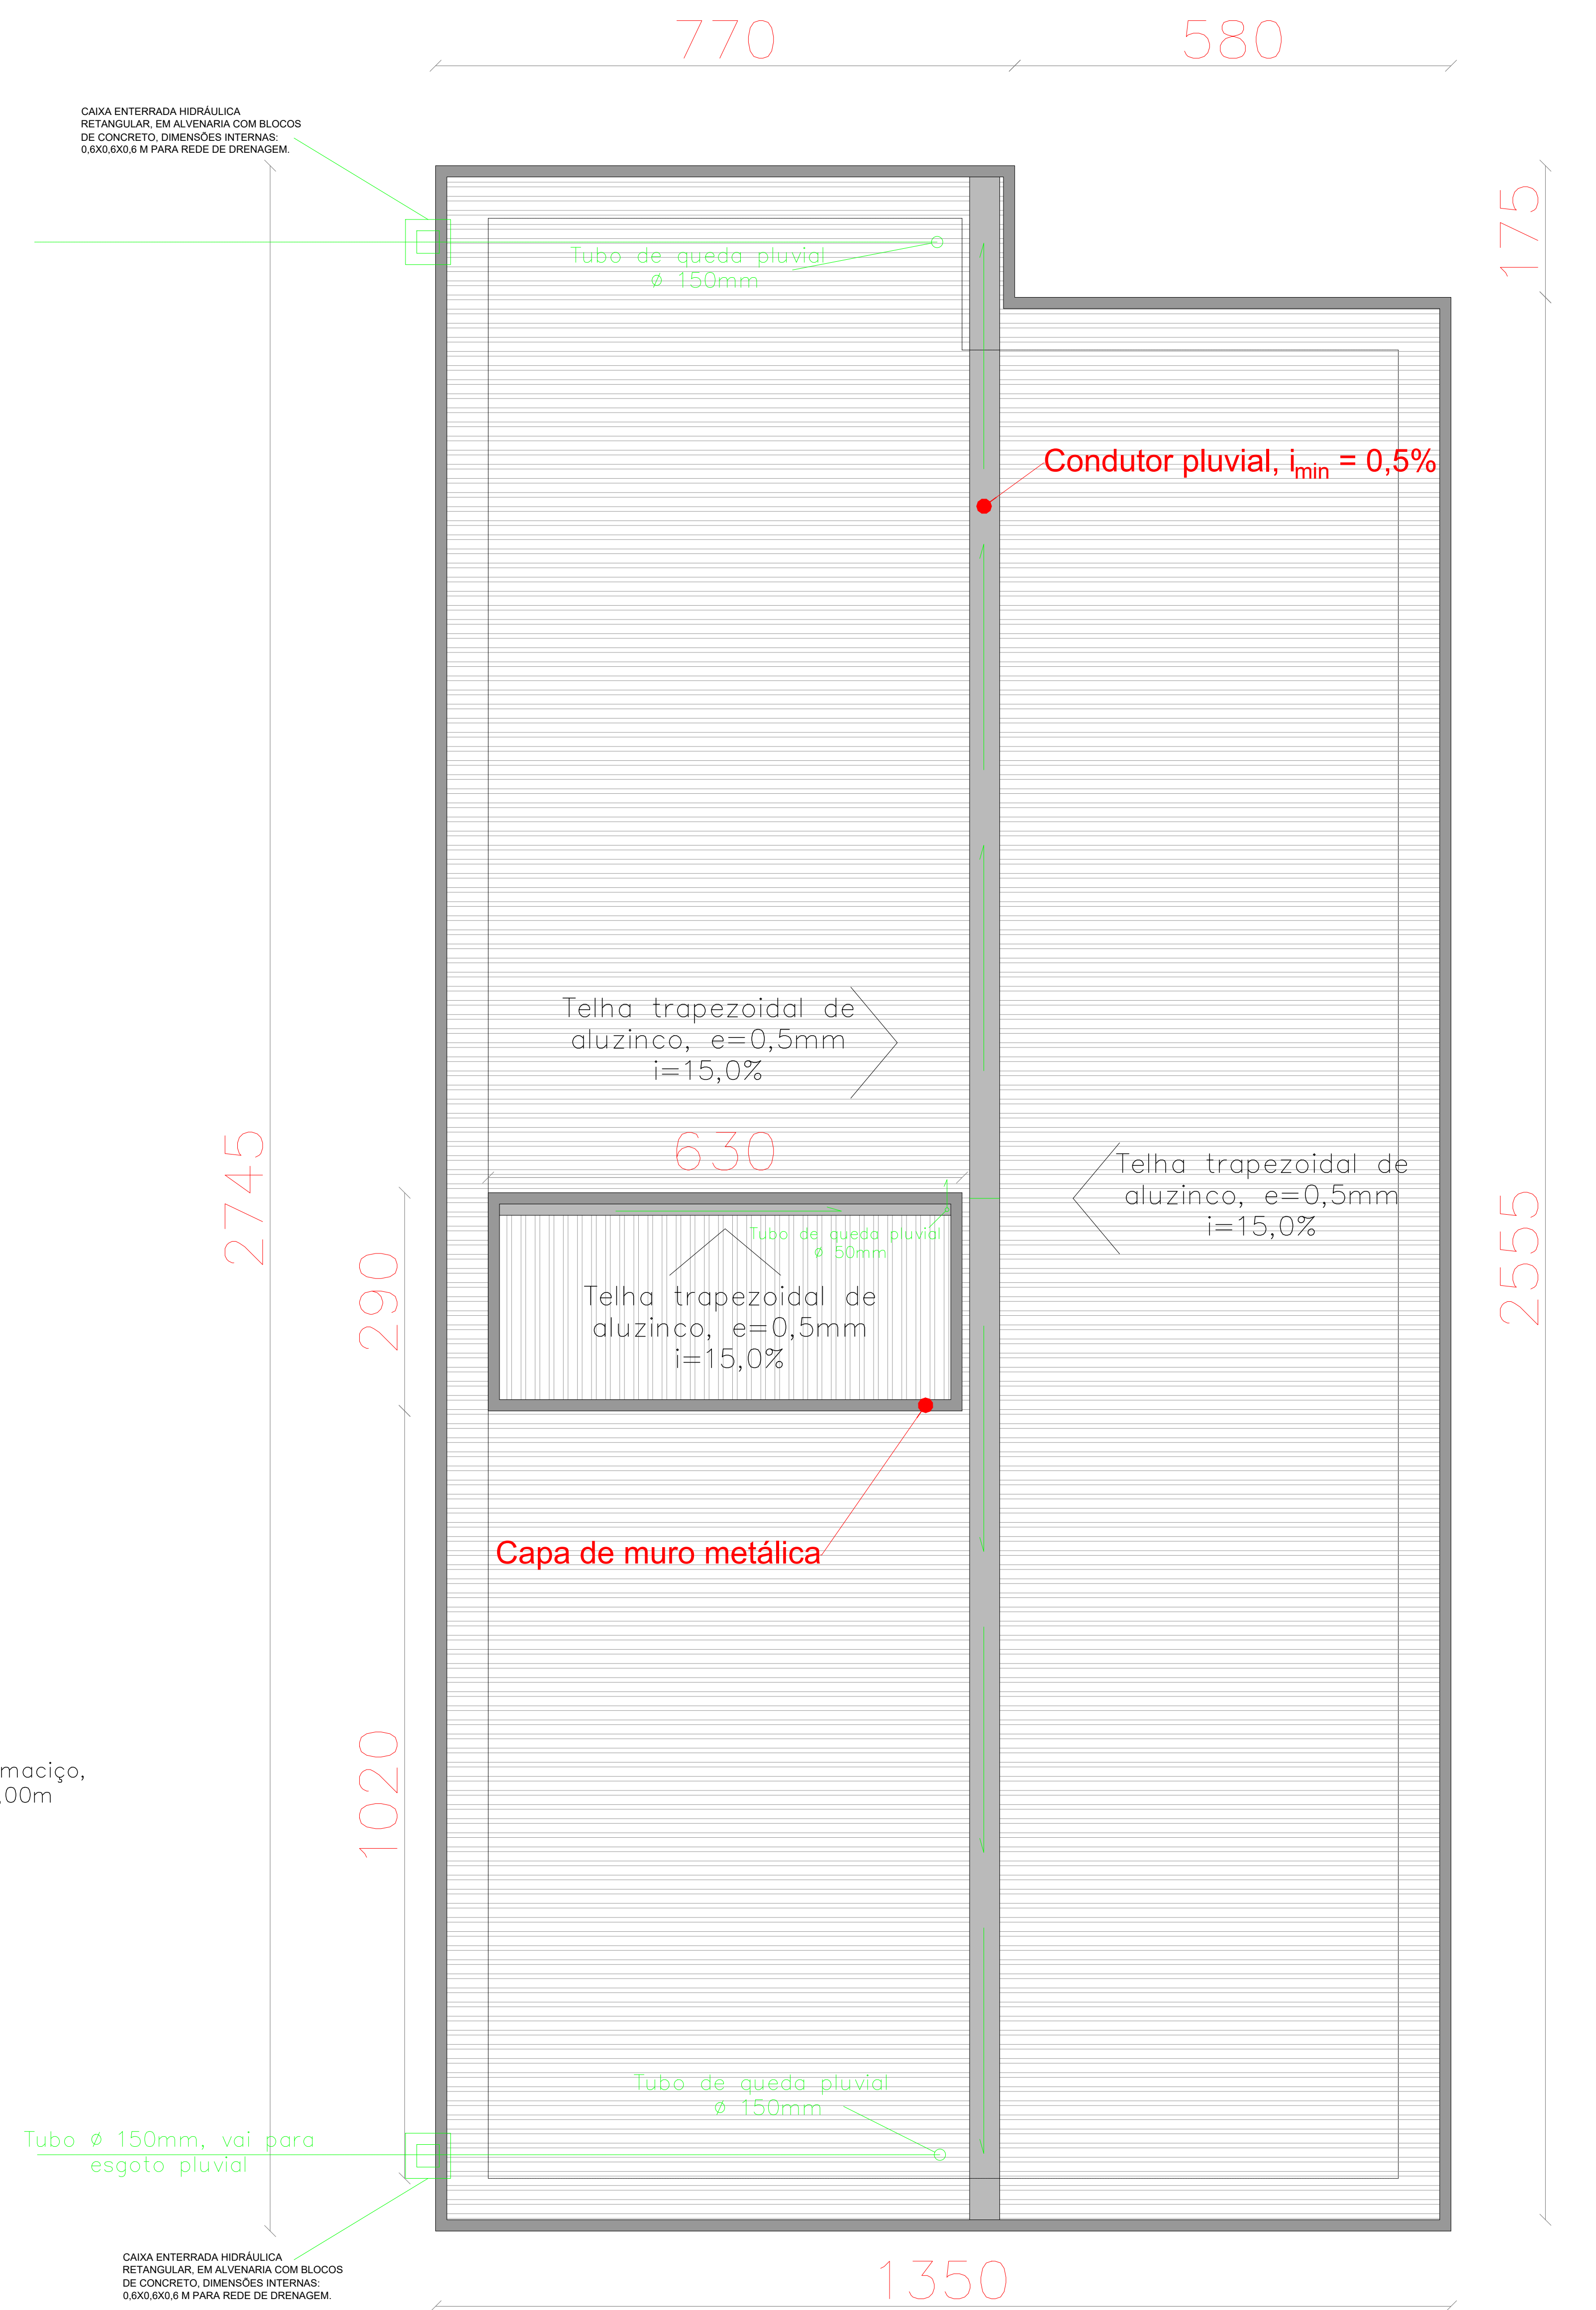 770
580
CAIXA ENTERRADA HIDRÁULICA
RETANGULAR, EM ALVENARIA COM BLOCOS
DE CONCRETO, DIMENSÕES INTERNAS:
0,6X0,6X0,6 M PARA REDE DE DRENAGEM.
175
Tubo de queda pluvial
ø 150mm
Condutor pluvial, imin = 0,5%
Telha trapezoidal de
aluzinco, e=0,5mm
i=15,0%
630
2745
Telha trapezoidal de
aluzinco, e=0,5mm
i=15,0%
2555
290
Tubo de queda pluvial
ø 50mm
Telha trapezoidal de
aluzinco, e=0,5mm
i=15,0%
Capa de muro metálica
1020
maciço,
,00m
Tubo de queda pluvial
ø 150mm
Tubo ø 150mm, vai para
esgoto pluvial
CAIXA ENTERRADA HIDRÁULICA
RETANGULAR, EM ALVENARIA COM BLOCOS
DE CONCRETO, DIMENSÕES INTERNAS:
0,6X0,6X0,6 M PARA REDE DE DRENAGEM.
1350